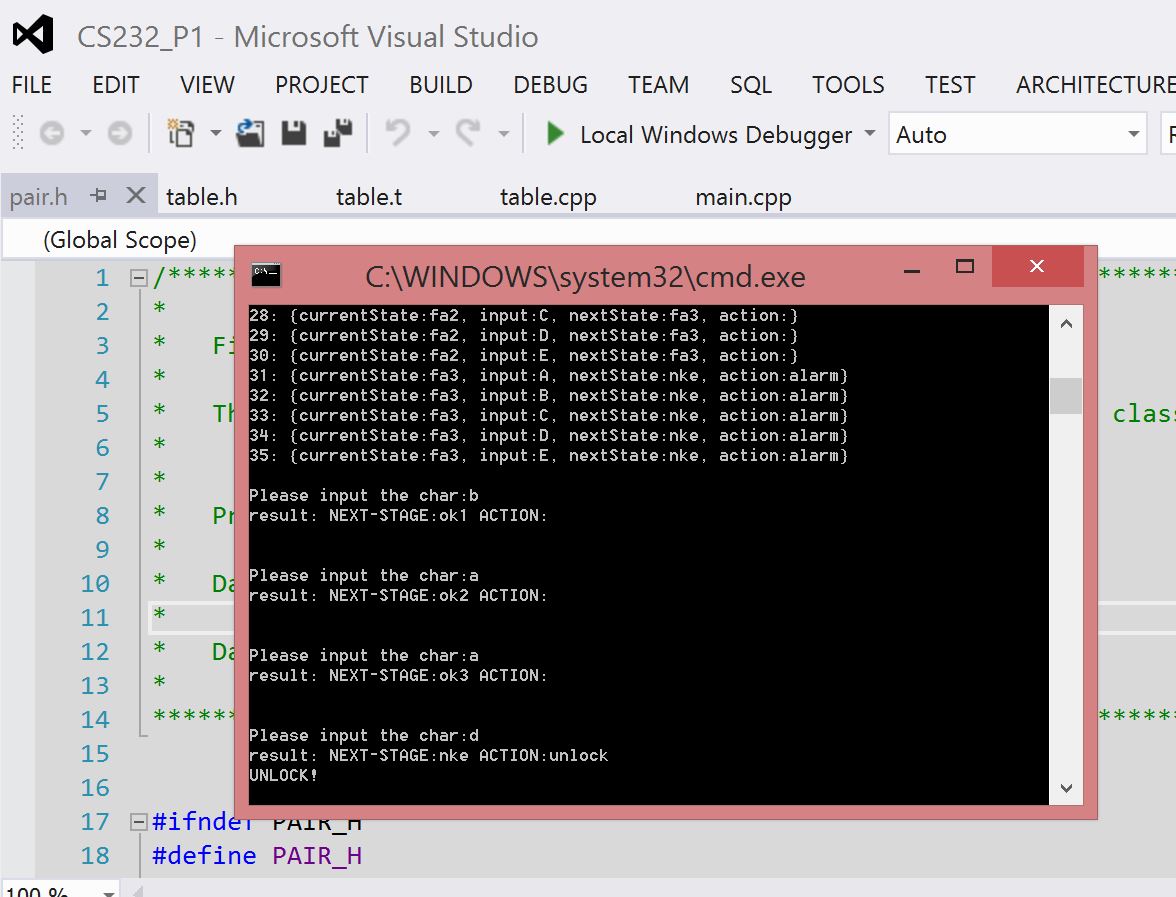 CS232_P1 - Microsoft Visual Studio
FILE EDIT VIEW PROJECT BUILD DEBUG TEAM SQL TOOLS TEST ARCHITECTURE
Local Windows Debugger Auto
pair.h table.h table.t table.cpp main.cpp
(Global Scope)
C:\WINDOWS\system32\cmd.exe
28: {currentState:fa2, input:C, nextState:fa3, action:}
29: {currentState:fa2, input:D, nextState:fa3, action:}
30: {currentState:fa2, input:E, nextState:fa3, action:}
31: {currentState:fa3, input:A, nextState:nke, action:alarm}
32: {currentState:fa3, input:B, nextState:nke, action:alarm}
33: {currentState:fa3, input:C, nextState:nke, action:alarm}
34: {currentState:fa3, input:D, nextState:nke, action:alarm}
35: {currentState:fa3, input:E, nextState:nke, action:alarm}
Please input the char:b
result: NEXT-STAGE:ok1 ACTION:
Please input the char:a
result: NEXT-STAGE:ok2 ACTION:
Please input the char:a
result: NEXT-STAGE:ok3 ACTION:
Please input the char:d
result: NEXT-STAGE:nke ACTION:unlock
UNLOCK!
1 /*****
2 *
3 *
4 *
5 *
6 *
7 *
8 *
9 *
10 *
11 *
12 *
13 *
14 ******
15
16
17 #ifndef PAIR_H
18 #define PAIR_H
100 %